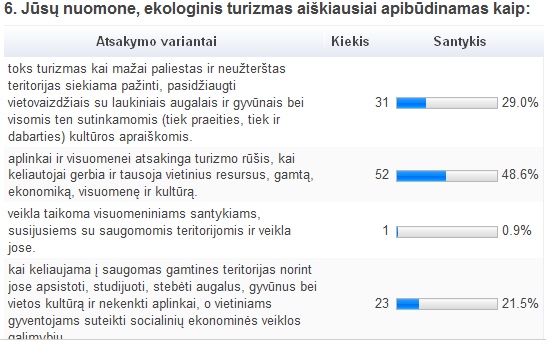 6. Jūsų nuomone, ekologinis turizmas aiškiausiai apibūdinamas kaip:
Atsakymo variantai Kiekis Santykis
toks turizmas kai mažai paliestas ir neužterštas
teritorijas siekiama pažinti, pasidžiaugti
vietovaizdžiais su laukiniais augalais ir gyvūnais bei
visomis ten sutinkamomis (tiek praeities, tiek ir
dabarties) kultūros apraiškomis.
31 29.0%
aplinkai ir visuomenei atsakinga turizmo rūšis, kai
keliautojai gerbia ir tausoja vietinius resursus, gamtą,
ekonomiką, visuomenę ir kultūrą.
52 48.6%
veikla taikoma visuomeniniams santykiams,
susijusiems su saugomomis teritorijomis ir veikla
jose.
1 0.9%
kai keliaujama į saugomas gamtines teritorijas norint
jose apsistoti, studijuoti, stebėti augalus, gyvūnus bei
vietos kultūrą ir nekenkti aplinkai, o vietiniams
gyventojams suteikti socialinių ekonominės veiklos
galimybių.
23 21.5%